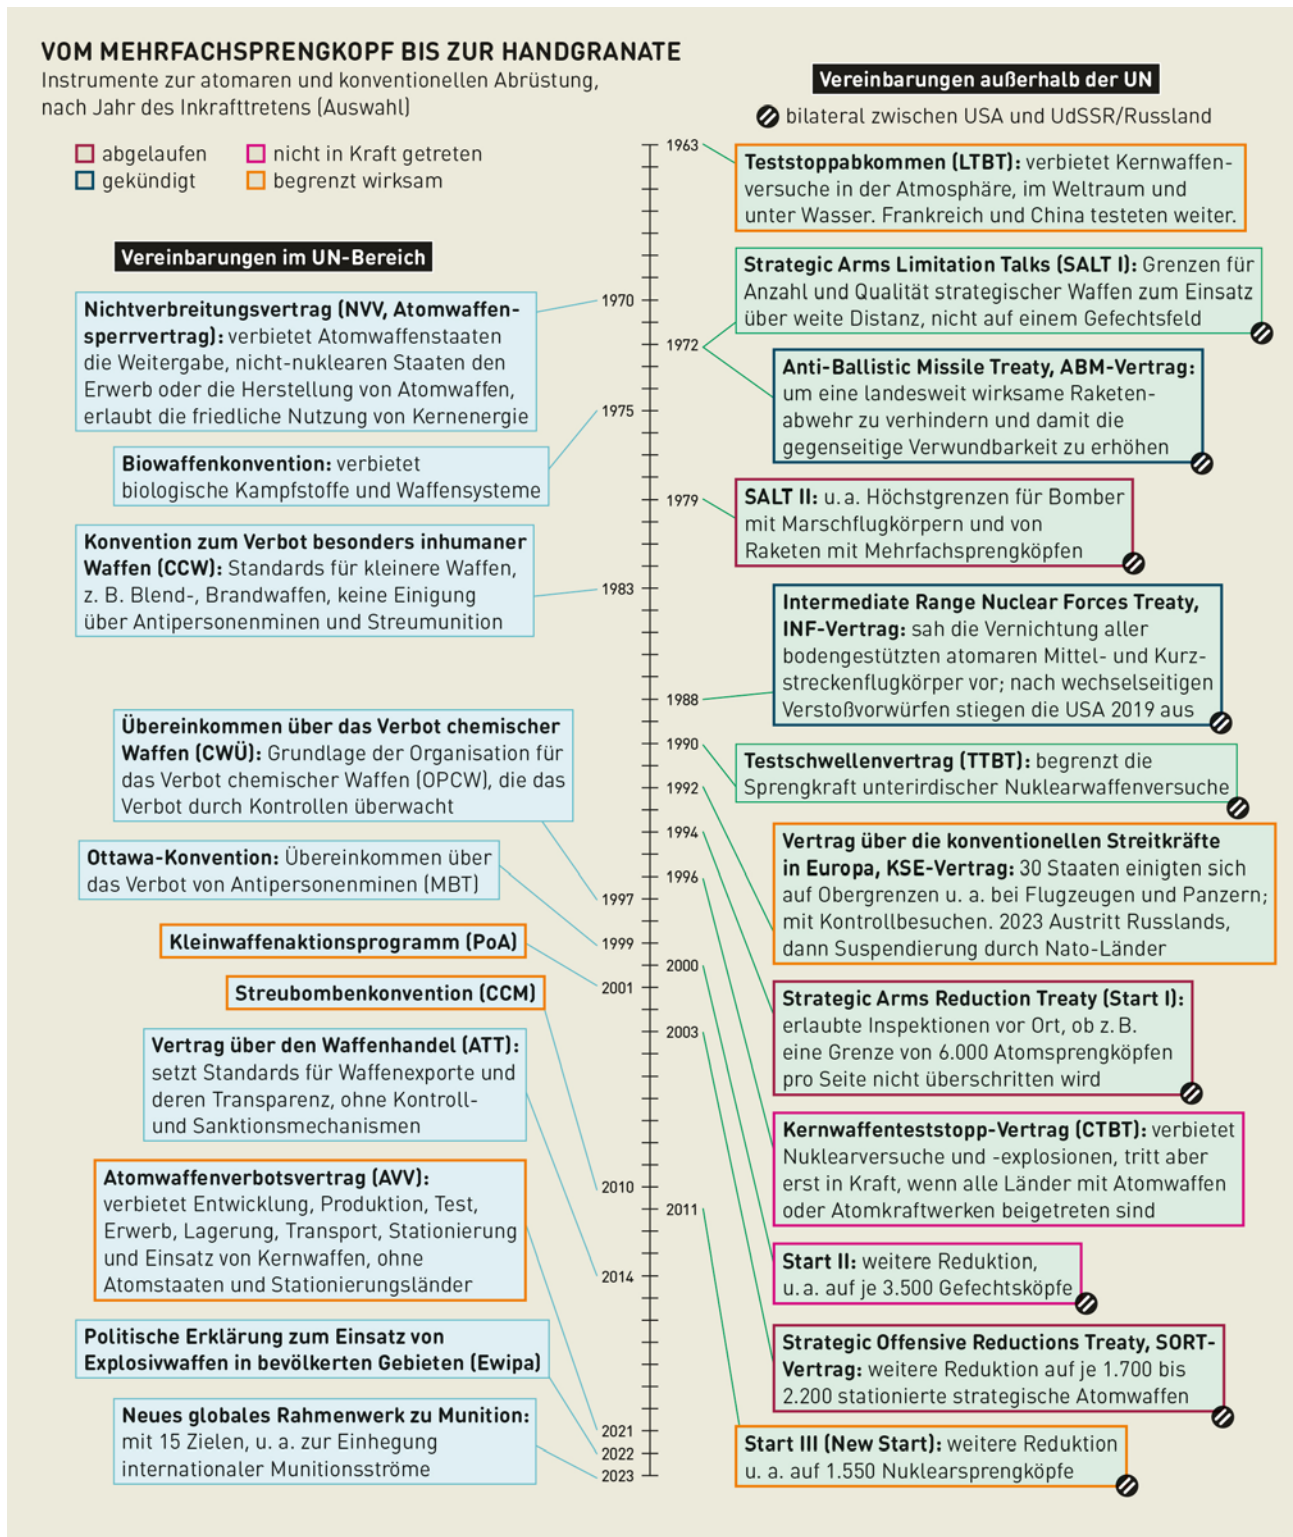 VOM MEHRFACHSPRENGKOPF BIS ZUR HANDGRANATE
Instrumente zur atomaren und konventionellen Abrüstung,
nach Jahr des Inkrafttretens (Auswahl)
abgelaufen
nicht in Kraft getreten
gekündigt
begrenzt wirksam
Vereinbarungen im UN-Bereich
1970
Nichtverbreitungsvertrag (NVV, Atomwaffen-
sperrvertrag): verbietet Atomwaffenstaaten
die Weitergabe, nicht-nuklearen Staaten den
Erwerb oder die Herstellung von Atomwaffen,
erlaubt die friedliche Nutzung von Kernenergie
1975
Biowaffenkonvention: verbietet
biologische Kampfstoffe und Waffensysteme
1983
Konvention zum Verbot besonders inhumaner
Waffen (CCW): Standards für kleinere Waffen,
z. B. Blend-, Brandwaffen, keine Einigung
über Antipersonenminen und Streumunition
Übereinkommen über das Verbot chemischer
Waffen (CWÜ): Grundlage der Organisation für
das Verbot chemischer Waffen (OPCW), die das
Verbot durch Kontrollen überwacht
1997
Ottawa-Konvention: Übereinkommen über
das Verbot von Antipersonenminen (MBT)
1999
Kleinwaffenaktionsprogramm (PoA)
2001
Streubombenkonvention (CCM)
2010
Vertrag über den Waffenhandel (ATT):
setzt Standards für Waffenexporte und
deren Transparenz, ohne Kontroll-
und Sanktionsmechanismen
2014
Atomwaffenverbotsvertrag (AVV):
verbietet Entwicklung, Produktion, Test,
Erwerb, Lagerung, Transport, Stationierung
und Einsatz von Kernwaffen, ohne
Atomstaaten und Stationierungsländer
2021
Politische Erklärung zum Einsatz von
Explosivwaffen in bevölkerten Gebieten (Ewipa)
2022
Neues globales Rahmenwerk zu Munition:
mit 15 Zielen, u. a. zur Einhegung
internationaler Munitionsströme
2023
Vereinbarungen außerhalb der UN
bilateral zwischen USA und UdSSR/Russland
1963
Teststoppabkommen (LTBT): verbietet Kernwaffen-
versuche in der Atmosphäre, im Weltraum und
unter Wasser. Frankreich und China testeten weiter.
Strategic Arms Limitation Talks (SALT I): Grenzen für
Anzahl und Qualität strategischer Waffen zum Einsatz
über weite Distanz, nicht auf einem Gefechtsfeld
1972
Anti-Ballistic Missile Treaty, ABM-Vertrag:
um eine landesweit wirksame Raketen-
abwehr zu verhindern und damit die
gegenseitige Verwundbarkeit zu erhöhen
1979
SALT II: u. a. Höchstgrenzen für Bomber
mit Marschflugkörpern und von
Raketen mit Mehrfachsprengköpfen
Intermediate Range Nuclear Forces Treaty,
INF-Vertrag: sah die Vernichtung aller
bodengestützten atomaren Mittel- und Kurz-
streckenflugkörper vor; nach wechselseitigen
Verstoßvorwürfen stiegen die USA 2019 aus
1988
1990
Testschwellenvertrag (TTBT): begrenzt die
Sprengkraft unterirdischer Nuklearwaffenversuche
1992
Vertrag über die konventionellen Streitkräfte
in Europa, KSE-Vertrag: 30 Staaten einigten sich
auf Obergrenzen u. a. bei Flugzeugen und Panzern;
mit Kontrollbesuchen. 2023 Austritt Russlands,
dann Suspendierung durch Nato-Länder
1994
Strategic Arms Reduction Treaty (Start I):
erlaubte Inspektionen vor Ort, ob z. B.
eine Grenze von 6.000 Atomsprengköpfen
pro Seite nicht überschritten wird
1996
Kernwaffenteststopp-Vertrag (CTBT): verbietet
Nuklearversuche und -explosionen, tritt aber
erst in Kraft, wenn alle Länder mit Atomwaffen
oder Atomkraftwerken beigetreten sind
2000
Start II: weitere Reduktion,
u. a. auf je 3.500 Gefechtsköpfe
2003
Strategic Offensive Reductions Treaty, SORT-
Vertrag: weitere Reduktion auf je 1.700 bis
2.200 stationierte strategische Atomwaffen
2011
Start III (New Start): weitere Reduktion
u. a. auf 1.550 Nuklearsprengköpfe